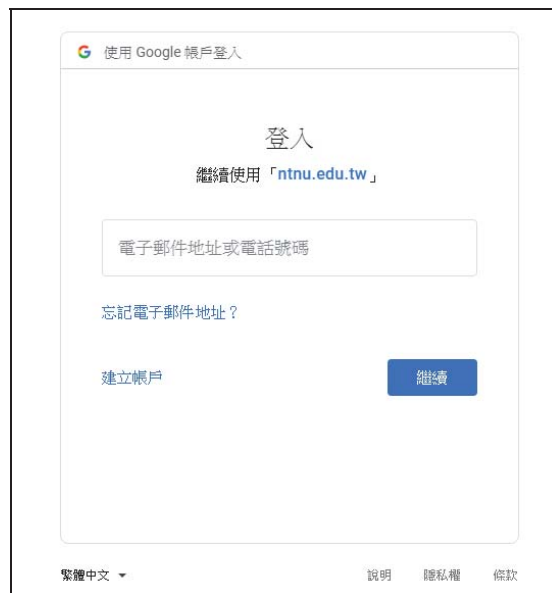 使用 Google 帳戶登入
登入
繼續使用「ntnu.edu.tw」
電子郵件地址或電話號碼
忘記電子郵件地址？
建立帳戶
繼續
繁體中文
說明 隱私權 條款